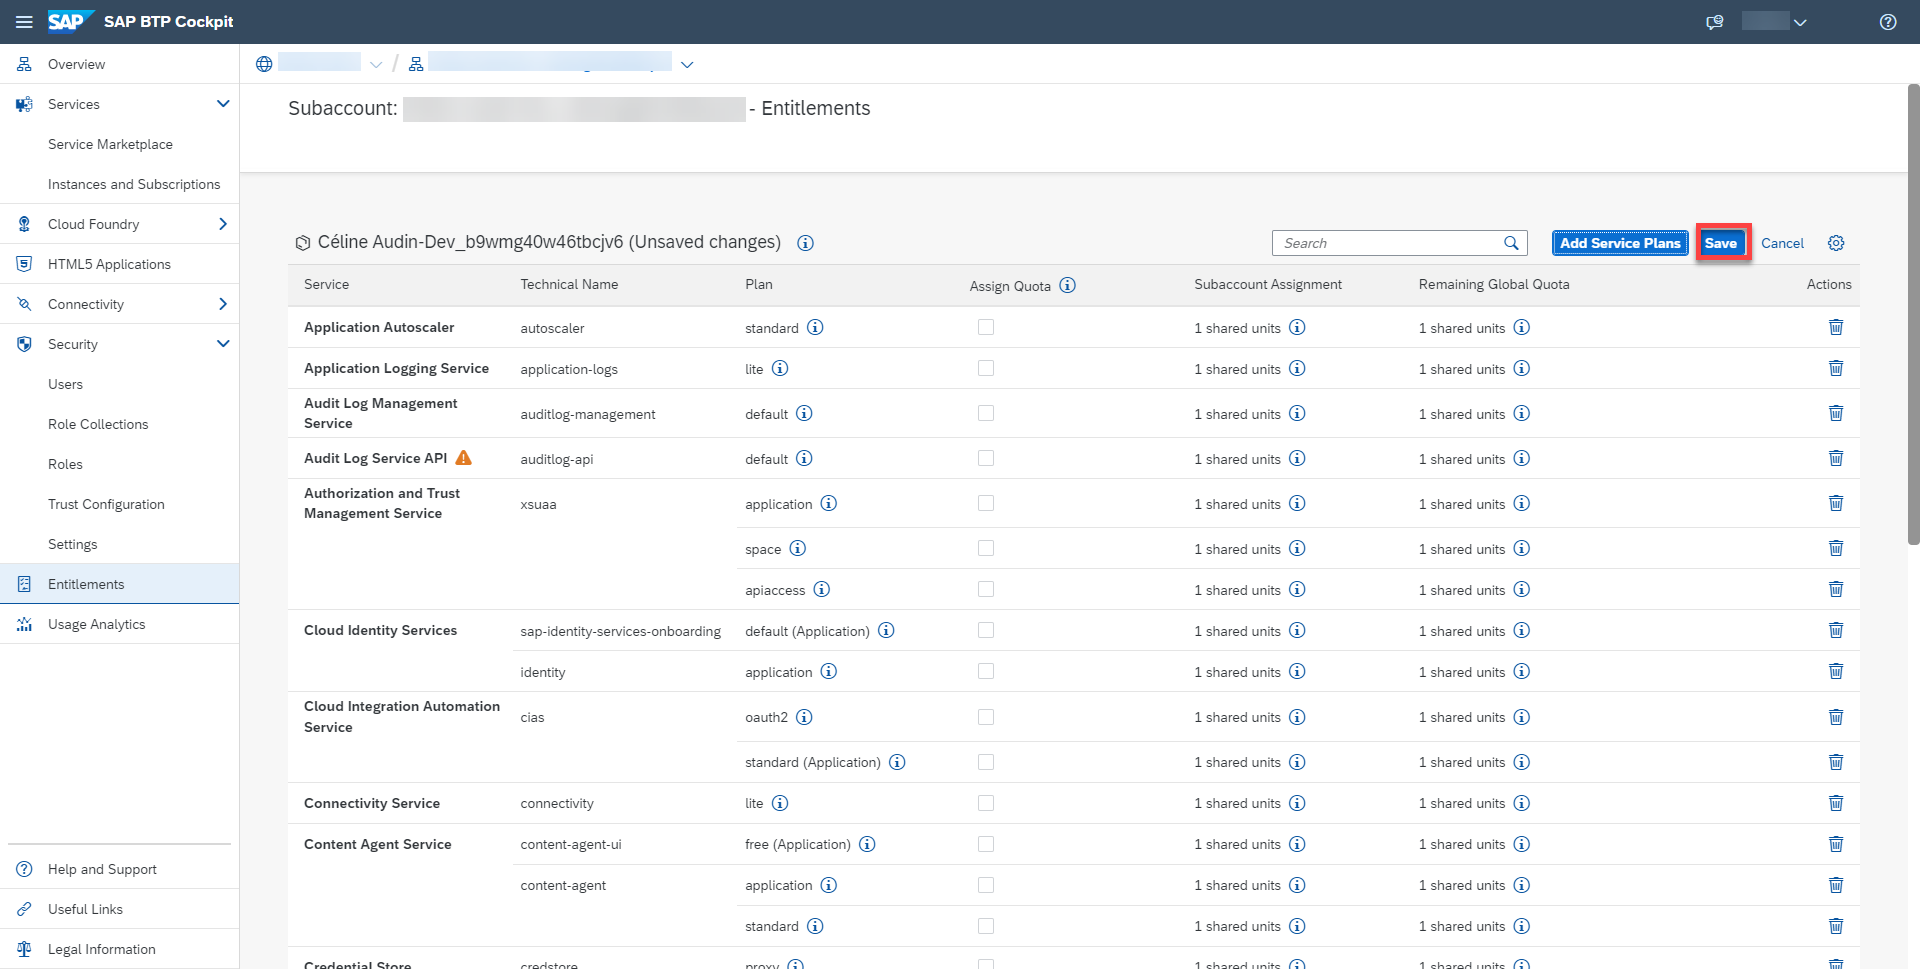 SAP SAP BTP Cockpit
Overview
Services
Service Marketplace
Instances and Subscriptions
Cloud Foundry
HTML5 Applications
Connectivity
Security
Users
Role Collections
Roles
Trust Configuration
Settings
Entitlements
Usage Analytics
Help and Support
Useful Links
Legal Information
/
Subaccount: - Entitlements
Céline Audin-Dev_b9wmg40w46tbcjv6 (Unsaved changes)
Search
Add Service Plans Save Cancel
Service Technical Name Plan Assign Quota Subaccount Assignment Remaining Global Quota Actions
Application Autoscaler autoscaler standard 1 shared units 1 shared units
Application Logging Service application-logs lite 1 shared units 1 shared units
Audit Log Management
Service auditlog-management default 1 shared units 1 shared units
Audit Log Service API auditlog-api default 1 shared units 1 shared units
Authorization and Trust
Management Service xsuaa application 1 shared units 1 shared units
space 1 shared units 1 shared units
apiaccess 1 shared units 1 shared units
Cloud Identity Services sap-identity-services-onboarding default (Application) 1 shared units 1 shared units
identity application 1 shared units 1 shared units
Cloud Integration Automation
Service cias oauth2 1 shared units 1 shared units
standard (Application) 1 shared units 1 shared units
Connectivity Service connectivity lite 1 shared units 1 shared units
Content Agent Service content-agent-ui free (Application) 1 shared units 1 shared units
content-agent application 1 shared units 1 shared units
standard 1 shared units 1 shared units
Credential Store credstore proxy 1 shared units 1 shared units